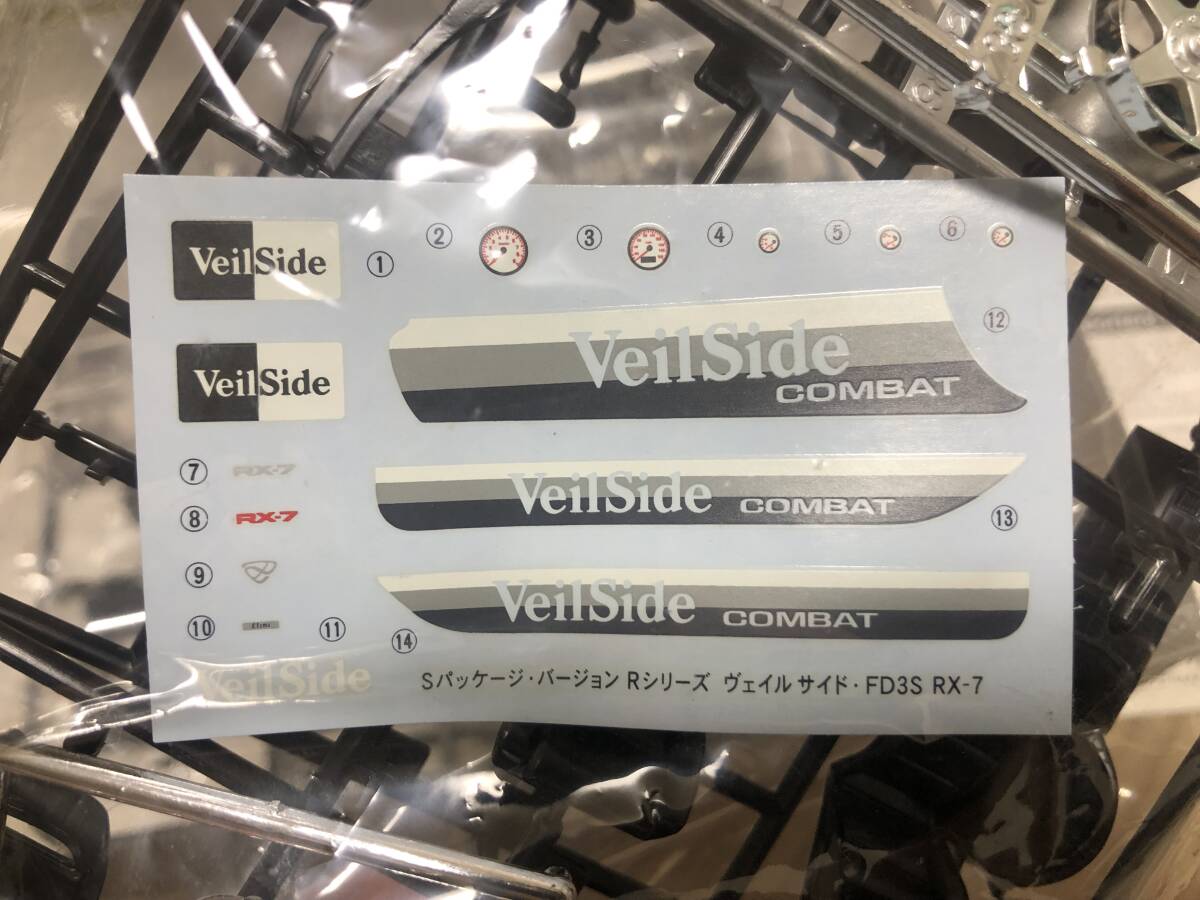 VeilSide ① ② ③ ④ ⑤ ⑥
VeilSide
VeilSide
COMBAT
⑫
⑦ RX-7
⑧ RX-7
VeilSide COMBAT
⑬
⑨
⑩ ⑪
VeilSide COMBAT
⑭
VeilSide
Sパッケージ・バージョン Rシリーズ ヴェイル サイド・FD3S RX-7